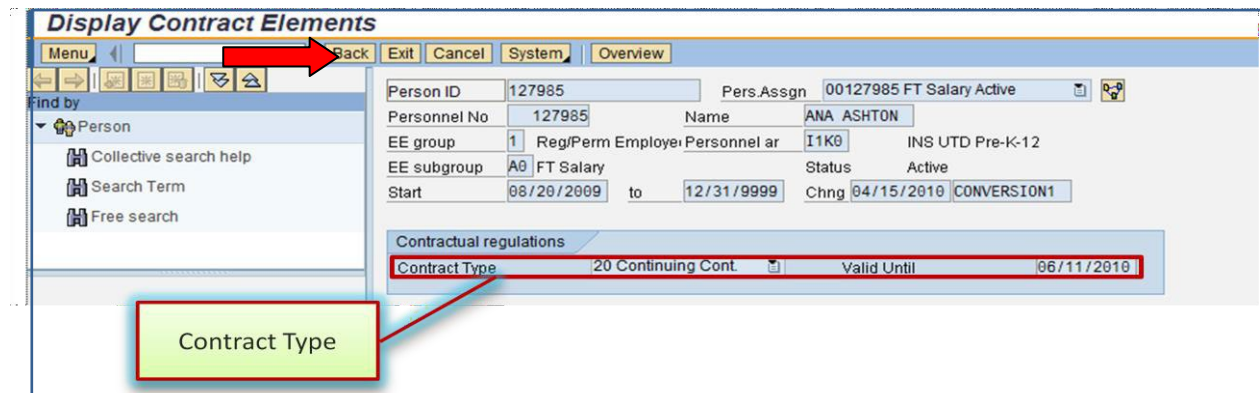 Display Contract Elements
Menu Back Exit Cancel System Overview
Find by
Person
Collective search help
Search Term
Free search
Person ID 127985 Pers.Assgn 00127985 FT Salary Active
Personnel No 127985 Name ANA ASHTON
EE group 1 Reg/Perm Employe Personnel ar I1K0 INS UTD Pre-K-12
EE subgroup A0 FT Salary Status Active
Start 08/20/2009 to 12/31/9999 Chng 04/15/2010 CONVERSION1
Contractual regulations
Contract Type 20 Continuing Cont. Valid Until 06/11/2010
Contract Type